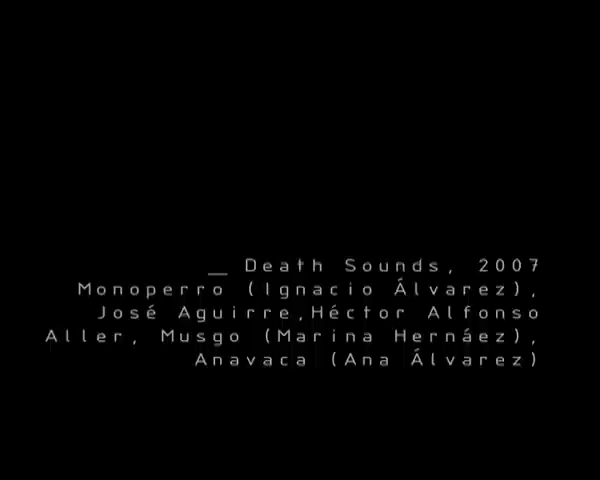 _ Death Sounds, 2007
Monoperro (Ignacio Álvarez),
José Aguirre,Héctor Alfonso
Aller, Musgo (Marina Hernáez),
Anavaca (Ana Álvarez)